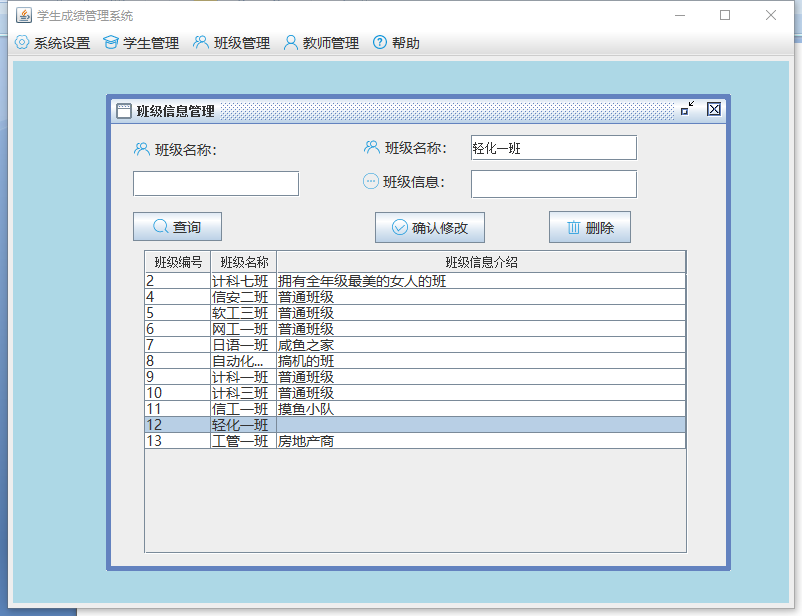 学生成绩管理系统
系统设置 学生管理 班级管理 教师管理 帮助
班级信息管理
班级名称：
班级名称： 轻化一班
班级信息：
查询 确认修改 删除
班级编号 班级名称 班级信息介绍
2 计科七班 拥有全年级最美的女人的班
4 信安二班 普通班级
5 软工三班 普通班级
6 网工一班 普通班级
7 日语一班 咸鱼之家
8 自动化... 搞机的班
9 计科一班 普通班级
10 计科三班 普通班级
11 信工一班 摸鱼小队
12 轻化一班
13 工管一班 房地产商